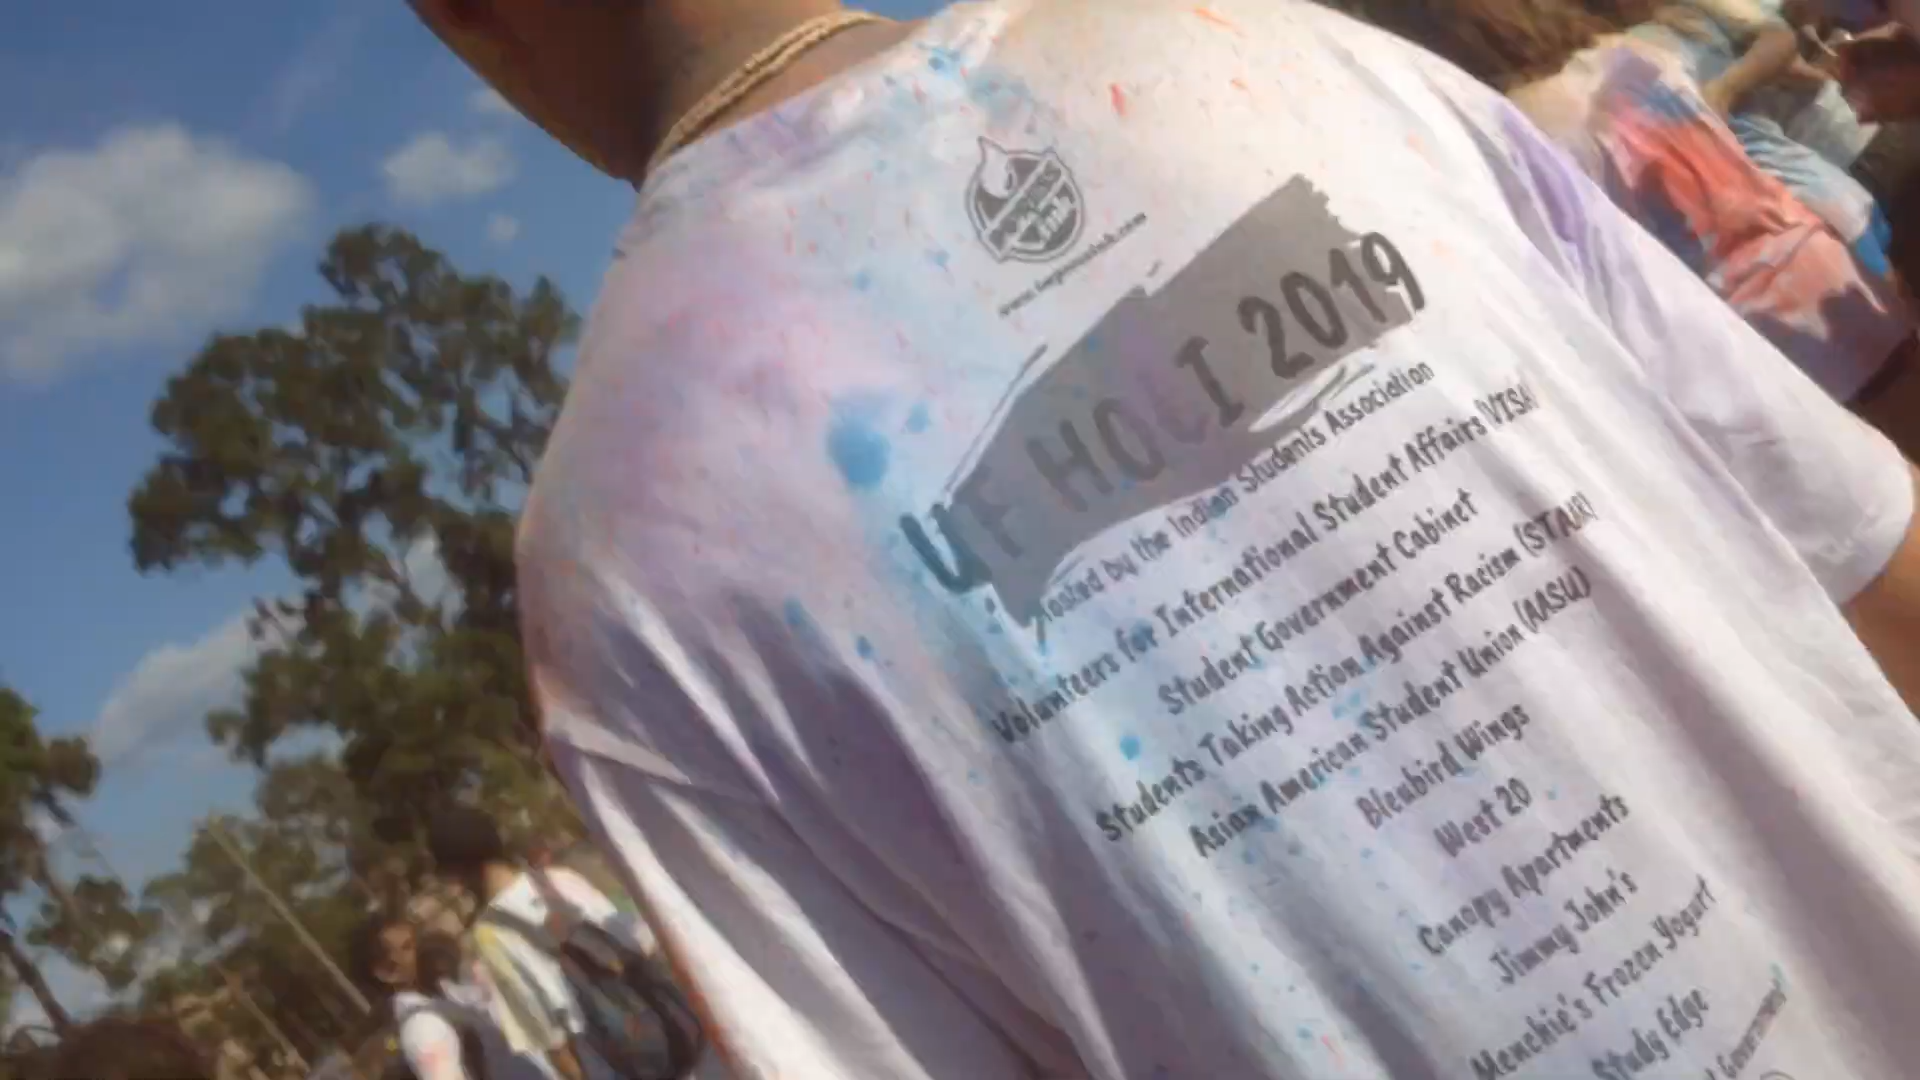 UF HOLI 2019
Hosted by the Indian Students Association
Volunteers for International Student Affairs (VISA)
Student Government Cabinet
Students Taking Action Against Racism (STAAR)
Asian American Student Union (AASU)
Bleubird Wings
West 20
Canopy Apartments
Jimmy John's
Menchie's Frozen Yogurt
Study Edge
Government